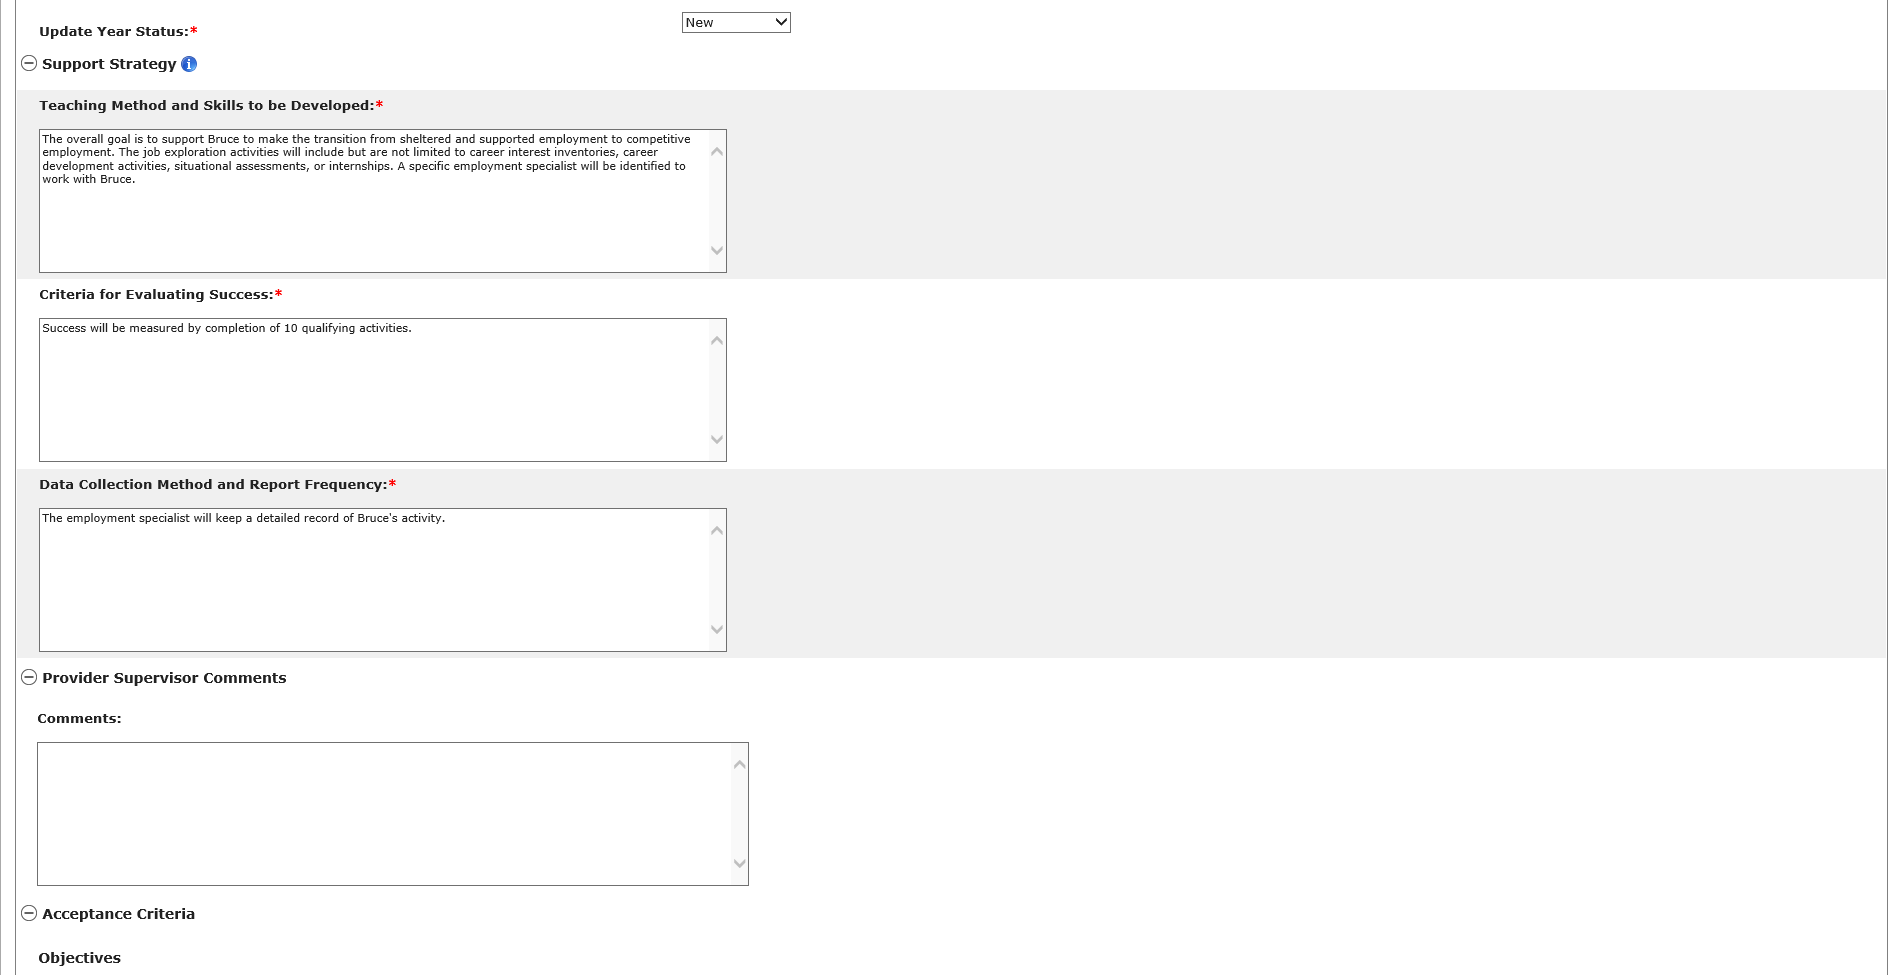 Update Year Status:*
New
Support Strategy
Teaching Method and Skills to be Developed:*
The overall goal is to support Bruce to make the transition from sheltered and supported employment to competitive
employment. The job exploration activities will include but are not limited to career interest inventories, career
development activities, situational assessments, or internships. A specific employment specialist will be identified to
work with Bruce.
Criteria for Evaluating Success:*
Success will be measured by completion of 10 qualifying activities.
Data Collection Method and Report Frequency:*
The employment specialist will keep a detailed record of Bruce's activity.
Provider Supervisor Comments
Comments:
Acceptance Criteria
Objectives